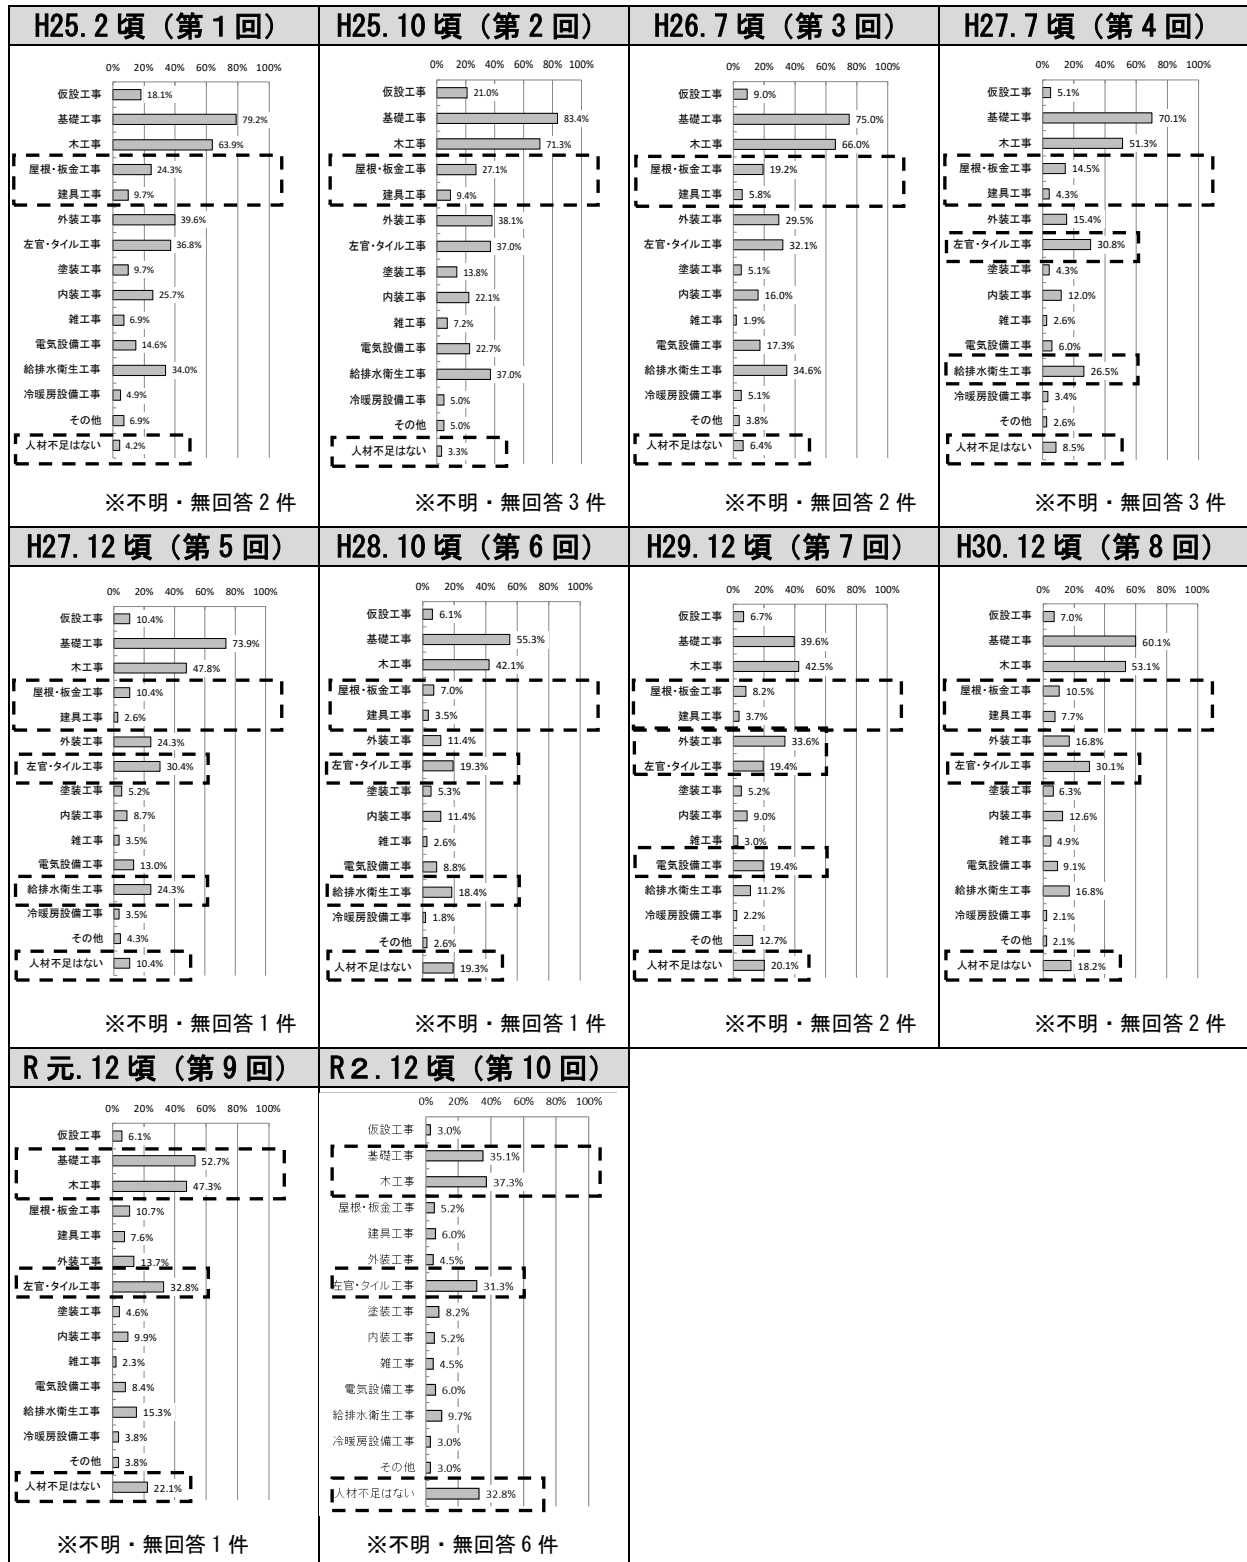 H25.2頃（第1回）
0% 20% 40% 60% 80% 100%
仮設工事 18.1%
基礎工事 79.2%
木工事 63.9%
屋根・板金工事 24.3%
建具工事 9.7%
外装工事 39.6%
左官・タイル工事 36.8%
塗装工事 9.7%
内装工事 25.7%
雑工事 6.9%
電気設備工事 14.6%
給排水衛生工事 34.0%
冷暖房設備工事 4.9%
その他 6.9%
人材不足はない 4.2%
※不明・無回答2件
H25.10頃（第2回）
0% 20% 40% 60% 80% 100%
仮設工事 21.0%
基礎工事 83.4%
木工事 71.3%
屋根・板金工事 27.1%
建具工事 9.4%
外装工事 38.1%
左官・タイル工事 37.0%
塗装工事 13.8%
内装工事 22.1%
雑工事 7.2%
電気設備工事 22.7%
給排水衛生工事 37.0%
冷暖房設備工事 5.0%
その他 5.0%
人材不足はない 3.3%
※不明・無回答3件
H26.7頃（第3回）
0% 20% 40% 60% 80% 100%
仮設工事 9.0%
基礎工事 75.0%
木工事 66.0%
屋根・板金工事 19.2%
建具工事 5.8%
外装工事 29.5%
左官・タイル工事 32.1%
塗装工事 5.1%
内装工事 16.0%
雑工事 1.9%
電気設備工事 17.3%
給排水衛生工事 34.6%
冷暖房設備工事 5.1%
その他 3.8%
人材不足はない 6.4%
※不明・無回答2件
H27.7頃（第4回）
0% 20% 40% 60% 80% 100%
仮設工事 5.1%
基礎工事 70.1%
木工事 51.3%
屋根・板金工事 14.5%
建具工事 4.3%
外装工事 15.4%
左官・タイル工事 30.8%
塗装工事 4.3%
内装工事 12.0%
雑工事 2.6%
電気設備工事 6.0%
給排水衛生工事 26.5%
冷暖房設備工事 3.4%
その他 2.6%
人材不足はない 8.5%
※不明・無回答3件
H27.12頃（第5回）
0% 20% 40% 60% 80% 100%
仮設工事 10.4%
基礎工事 73.9%
木工事 47.8%
屋根・板金工事 10.4%
建具工事 2.6%
外装工事 24.3%
左官・タイル工事 30.4%
塗装工事 5.2%
内装工事 8.7%
雑工事 3.5%
電気設備工事 13.0%
給排水衛生工事 24.3%
冷暖房設備工事 3.5%
その他 4.3%
人材不足はない 10.4%
※不明・無回答1件
H28.10頃（第6回）
0% 20% 40% 60% 80% 100%
仮設工事 6.1%
基礎工事 55.3%
木工事 42.1%
屋根・板金工事 7.0%
建具工事 3.5%
外装工事 11.4%
左官・タイル工事 19.3%
塗装工事 5.3%
内装工事 11.4%
雑工事 2.6%
電気設備工事 8.8%
給排水衛生工事 18.4%
冷暖房設備工事 1.8%
その他 2.6%
人材不足はない 19.3%
※不明・無回答1件
H29.12頃（第7回）
0% 20% 40% 60% 80% 100%
仮設工事 6.7%
基礎工事 39.6%
木工事 42.5%
屋根・板金工事 8.2%
建具工事 3.7%
外装工事 33.6%
左官・タイル工事 19.4%
塗装工事 5.2%
内装工事 9.0%
雑工事 3.0%
電気設備工事 19.4%
給排水衛生工事 11.2%
冷暖房設備工事 2.2%
その他 12.7%
人材不足はない 20.1%
※不明・無回答2件
H30.12頃（第8回）
0% 20% 40% 60% 80% 100%
仮設工事 7.0%
基礎工事 60.1%
木工事 53.1%
屋根・板金工事 10.5%
建具工事 7.7%
外装工事 16.8%
左官・タイル工事 30.1%
塗装工事 6.3%
内装工事 12.6%
雑工事 4.9%
電気設備工事 9.1%
給排水衛生工事 16.8%
冷暖房設備工事 2.1%
その他 2.1%
人材不足はない 18.2%
※不明・無回答2件
R元.12頃（第9回）
0% 20% 40% 60% 80% 100%
仮設工事 6.1%
基礎工事 52.7%
木工事 47.3%
屋根・板金工事 10.7%
建具工事 7.6%
外装工事 13.7%
左官・タイル工事 32.8%
塗装工事 4.6%
内装工事 9.9%
雑工事 2.3%
電気設備工事 8.4%
給排水衛生工事 15.3%
冷暖房設備工事 3.8%
その他 3.8%
人材不足はない 22.1%
※不明・無回答1件
R２.12頃（第10回）
0% 20% 40% 60% 80% 100%
仮設工事 3.0%
基礎工事 35.1%
木工事 37.3%
屋根・板金工事 5.2%
建具工事 6.0%
外装工事 4.5%
左官・タイル工事 31.3%
塗装工事 8.2%
内装工事 5.2%
雑工事 4.5%
電気設備工事 6.0%
給排水衛生工事 9.7%
冷暖房設備工事 3.0%
その他 3.0%
人材不足はない 32.8%
※不明・無回答6件